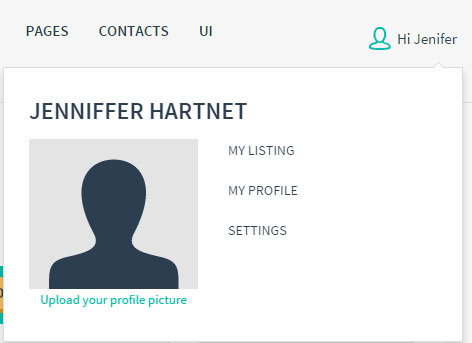 PAGES CONTACTS UI Hi Jenifer
JENNIFFER HARTNET
MY LISTING
MY PROFILE
SETTINGS
Upload your profile picture